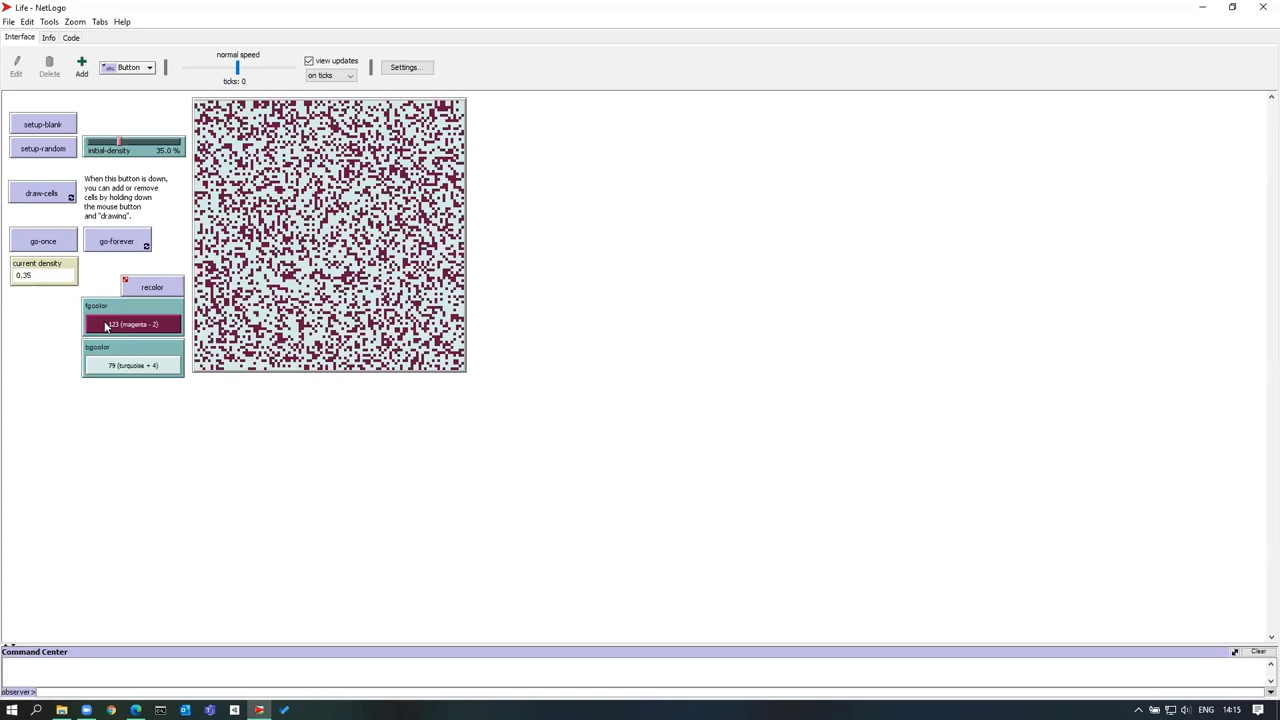 Life - NetLogo
File Edit Tools Zoom Tabs Help
Interface Info Code
Edit Delete Add Button normal speed ticks: 0 view updates on ticks Settings...
setup-blank
setup-random
initial-density 35.0 %
draw-cells
When this button is down,
you can add or remove
cells by holding down
the mouse button
and "drawing".
go-once go-forever
current density
0.35
recolor
fgcolor
123 (magenta - 2)
bgcolor
79 (turquoise + 4)
Command Center Clear
observer>
ENG 14:15